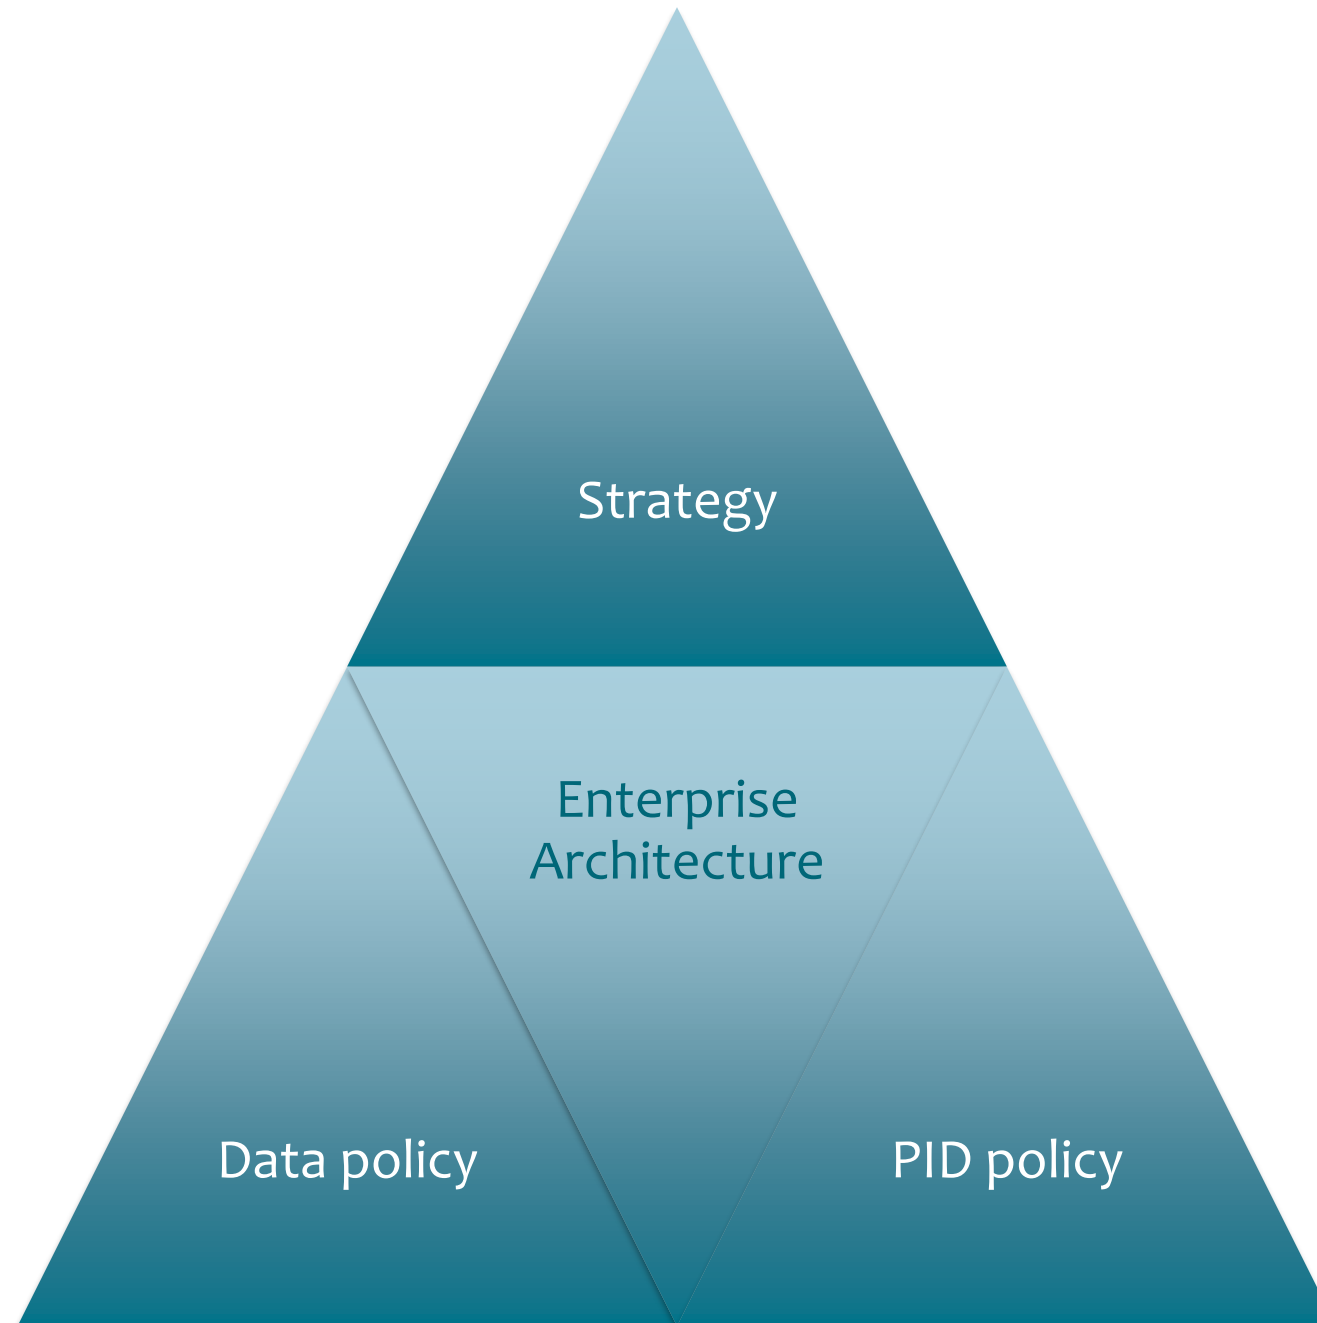 Strategy
Enterprise
Architecture
Data policy
PID policy